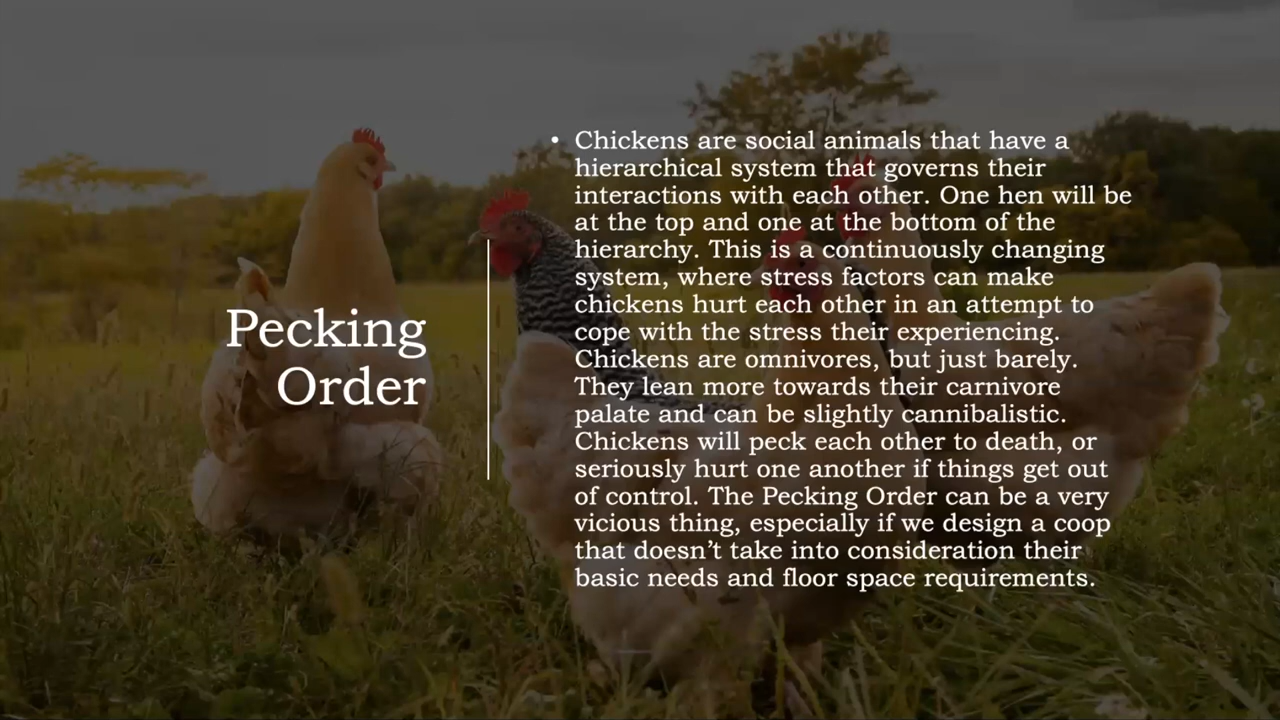 Pecking
Order
• Chickens are social animals that have a
hierarchical system that governs their
interactions with each other. One hen will be
at the top and one at the bottom of the
hierarchy. This is a continuously changing
system, where stress factors can make
chickens hurt each other in an attempt to
cope with the stress their experiencing.
Chickens are omnivores, but just barely.
They lean more towards their carnivore
palate and can be slightly cannibalistic.
Chickens will peck each other to death, or
seriously hurt one another if things get out
of control. The Pecking Order can be a very
vicious thing, especially if we design a coop
that doesn’t take into consideration their
basic needs and floor space requirements.